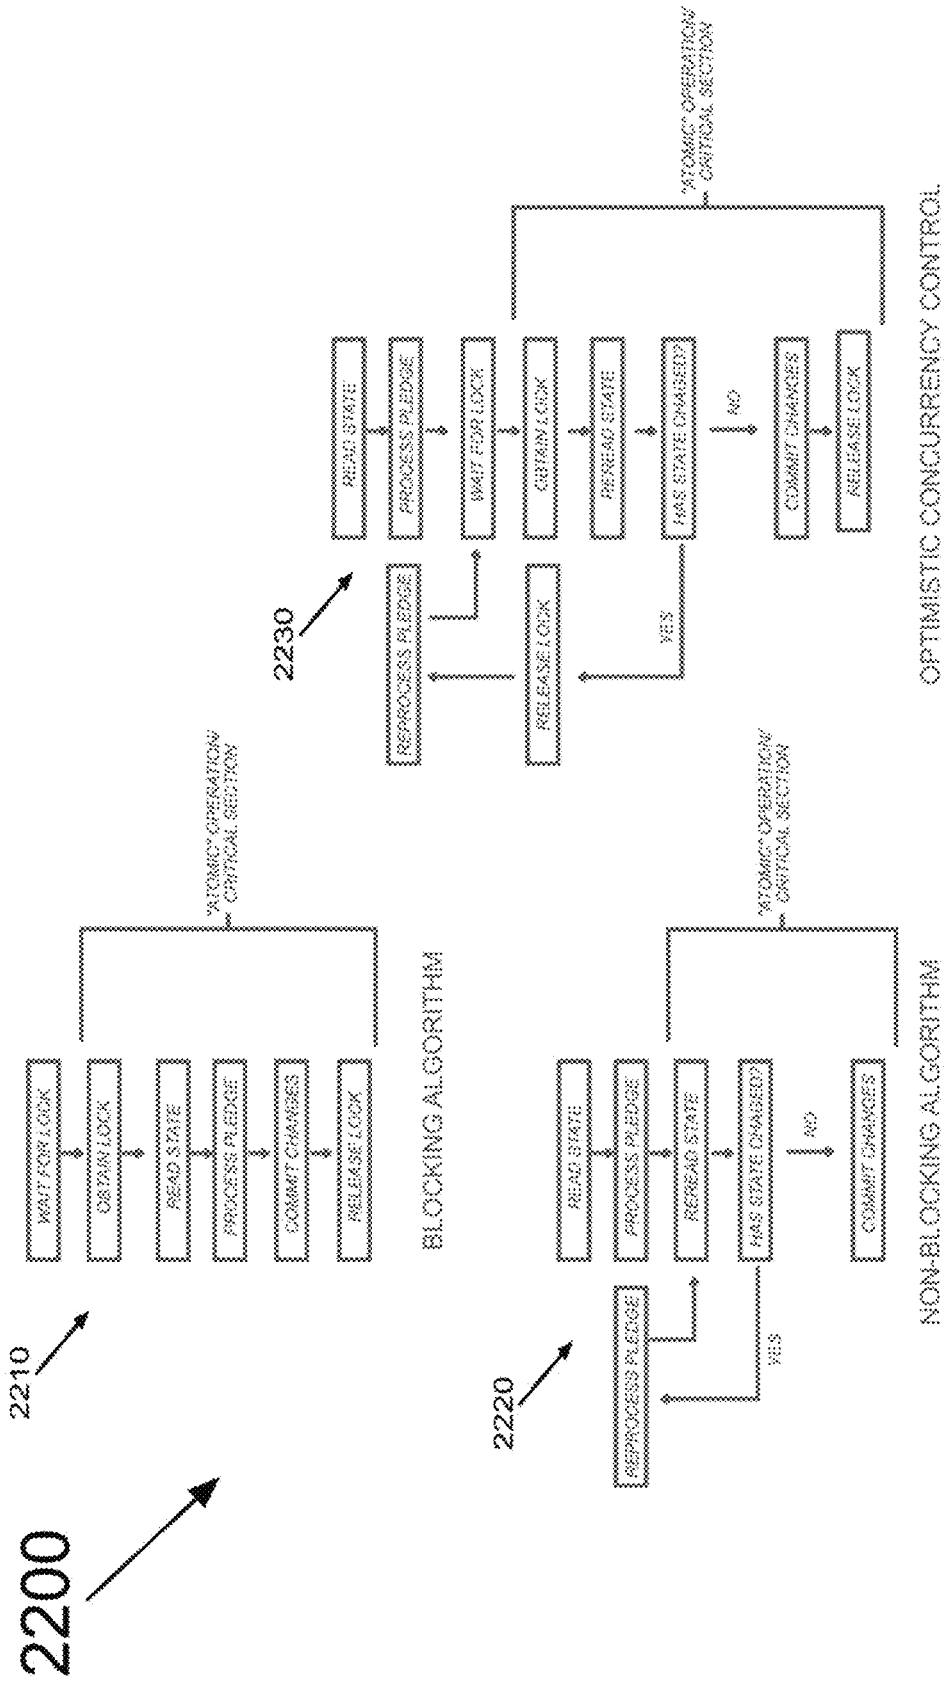 2200
2210
WAIT FOR LOCK
OBTAIN LOCK
READ STATE
PROCESS PLEDGE
COMMIT CHANGES
RELEASE LOCK
"ATOMIC" OPERATION/
CRITICAL SECTION
BLOCKING ALGORITHM
2220
READ STATE
PROCESS PLEDGE
REPROCESS PLEDGE
REREAD STATE
HAS STATE CHANGED?
YES
NO
COMMIT CHANGES
"ATOMIC" OPERATION/
CRITICAL SECTION
NON-BLOCKING ALGORITHM
2230
READ STATE
PROCESS PLEDGE
REPROCESS PLEDGE
WAIT FOR LOCK
OBTAIN LOCK
RELEASE LOCK
REREAD STATE
HAS STATE CHAGED?
YES
NO
COMMIT CHANGES
RELEASE LOCK
"ATOMIC" OPERATION/
CRITICAL SECTION
OPTIMISTIC CONCURRENCY CONTROL